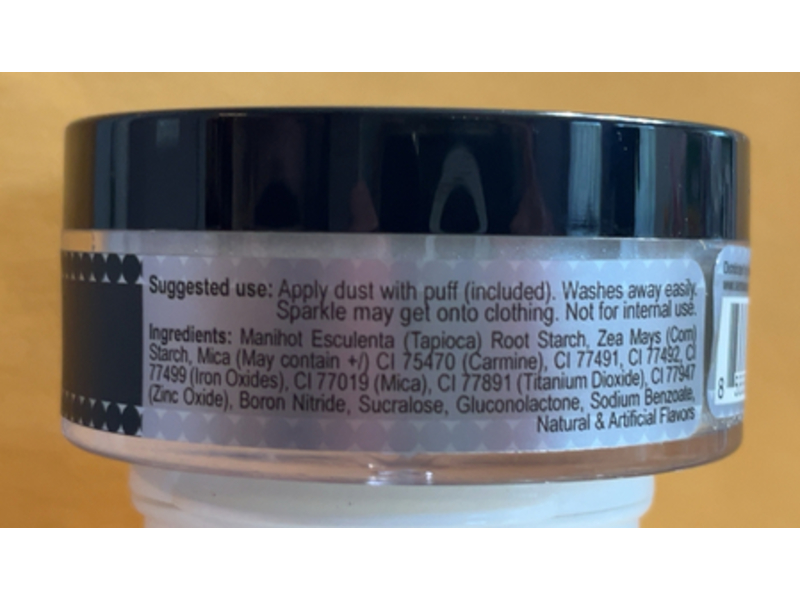 Suggested use: Apply dust with puff (included). Washes away easily.
Sparkle may get onto clothing. Not for internal use.
Ingredients: Manihot Esculenta (Tapioca) Root Starch, Zea Mays (Corn)
Starch, Mica (May contain +/) CI 75470 (Carmine), CI 77491, CI 77492, CI
77499 (Iron Oxides), CI 77019 (Mica), CI 77891 (Titanium Dioxide), CI 77947
(Zinc Oxide), Boron Nitride, Sucralose, Gluconolactone, Sodium Benzoate,
Natural & Artificial Flavors
8